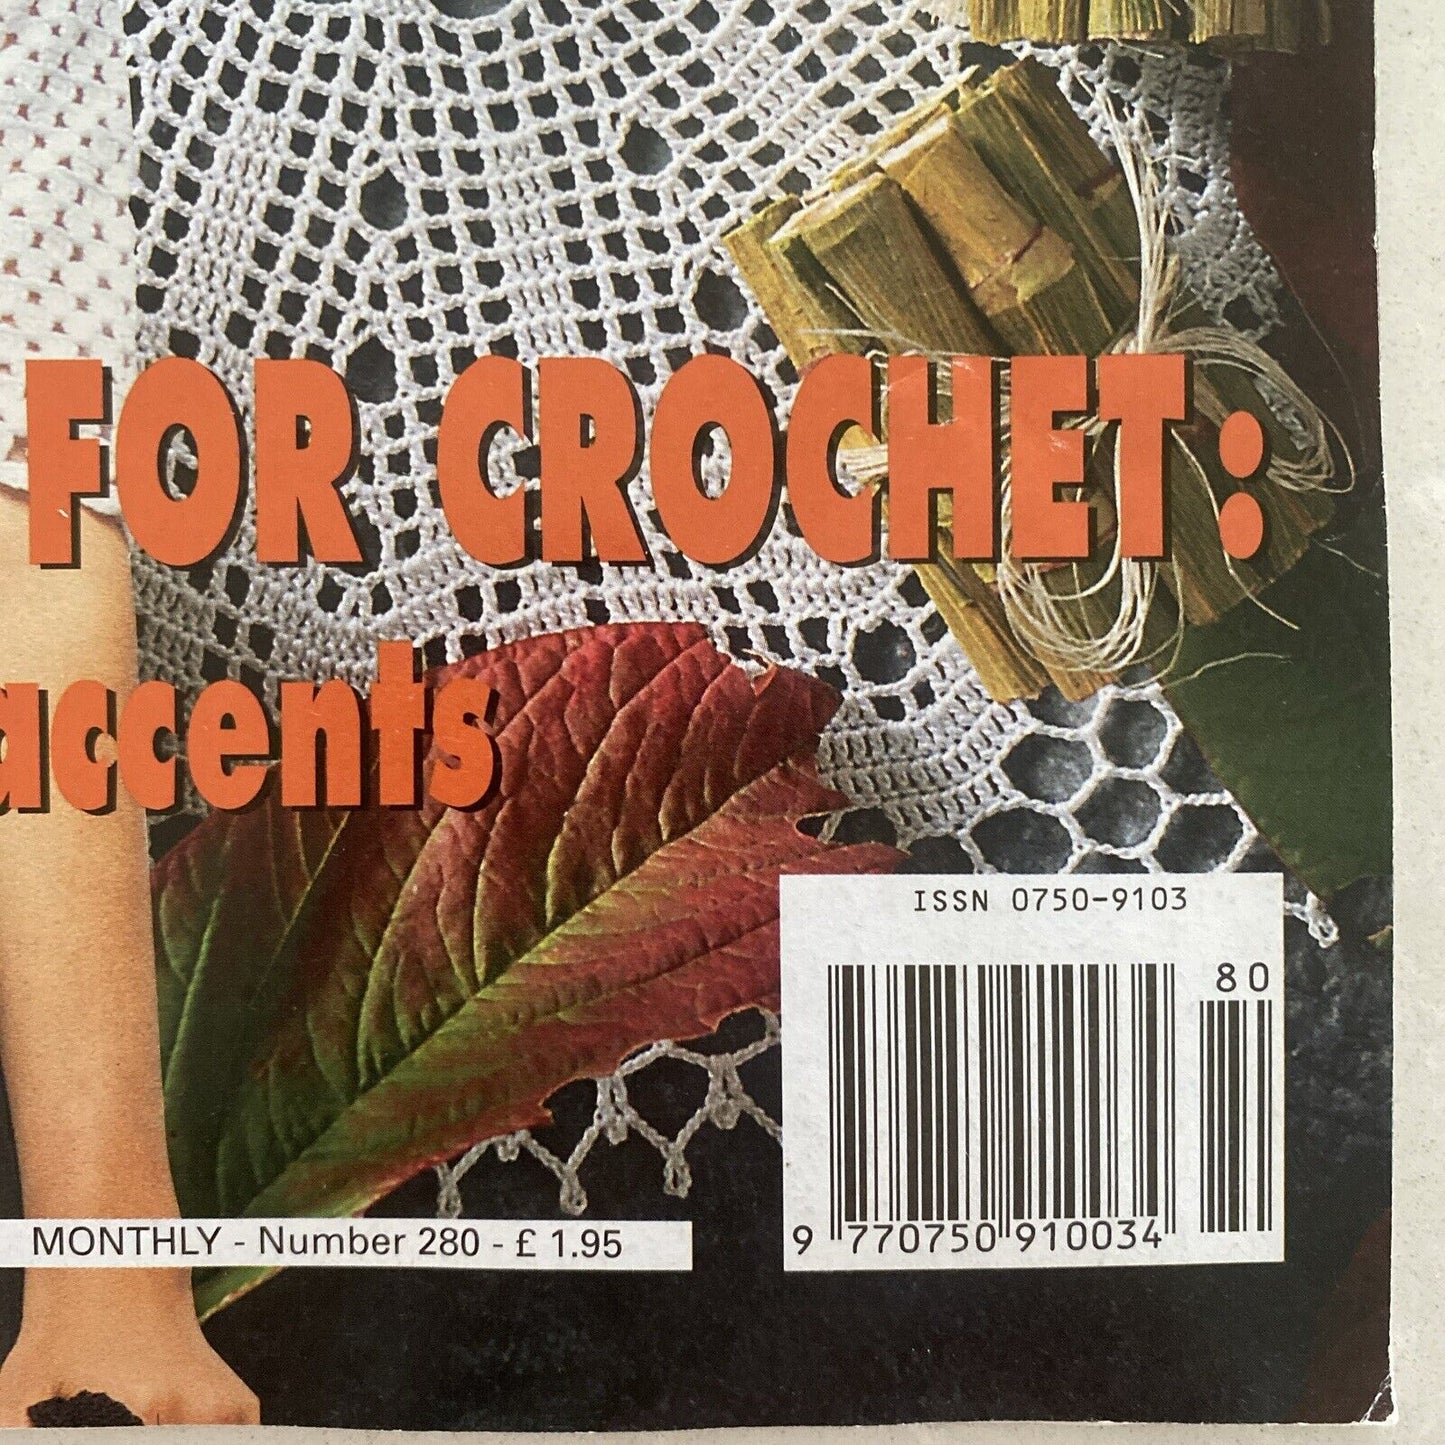 FOR CROCHET:
accents
ISSN 0750-9103
80
9 770750 910034
MONTHLY - Number 280 - £ 1.95